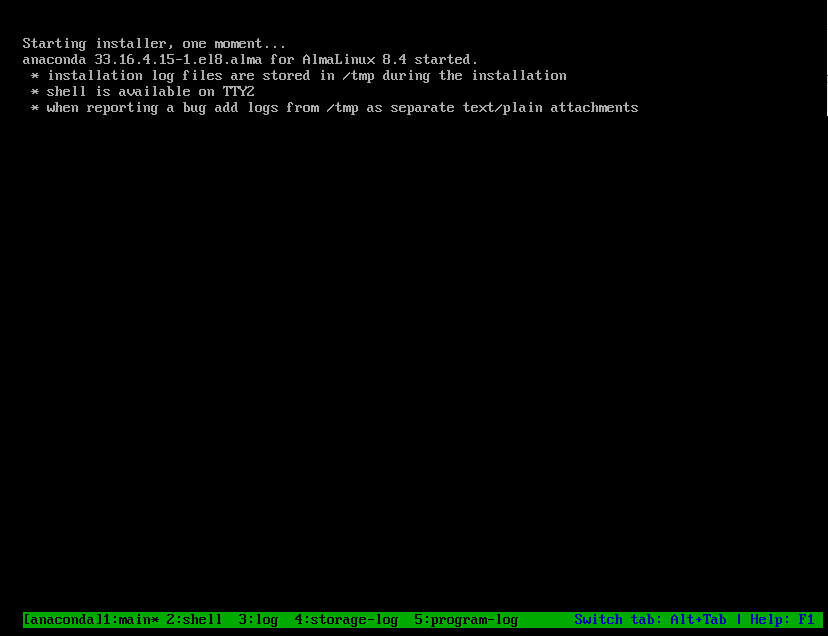 Starting installer, one moment...
anaconda 33.16.4.15-1.el8.alma for AlmaLinux 8.4 started.
 * installation log files are stored in /tmp during the installation
 * shell is available on TTY2
 * when reporting a bug add logs from /tmp as separate text/plain attachments
[anaconda]1:main* 2:shell  3:log  4:storage-log  5:program-log       Switch tab: Alt+Tab | Help: F1